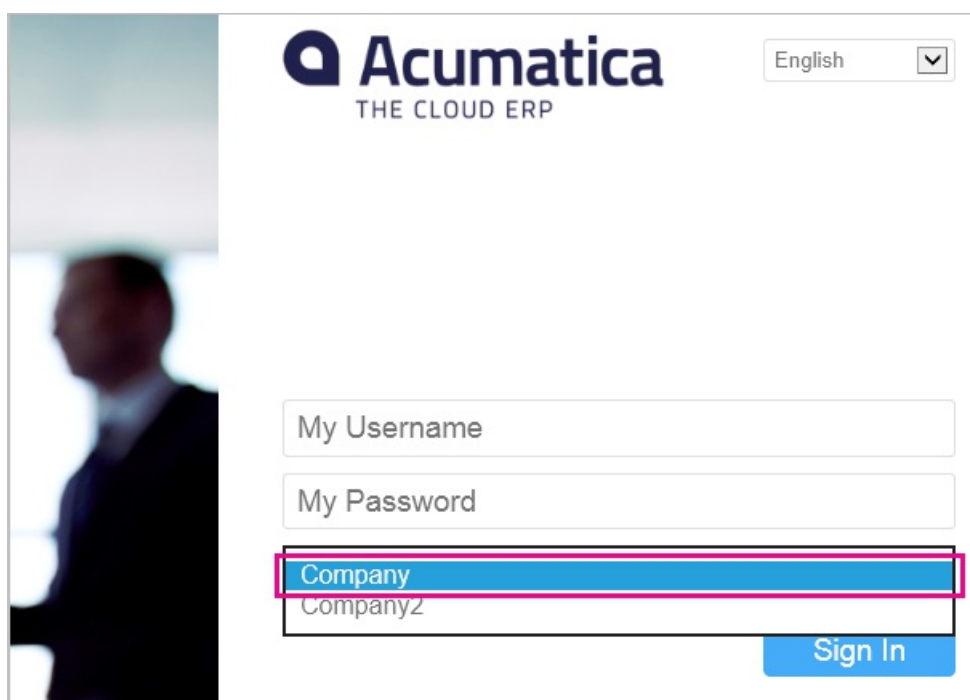 Acumatica
THE CLOUD ERP
English
My Username
My Password
Company
Company2
Sign In